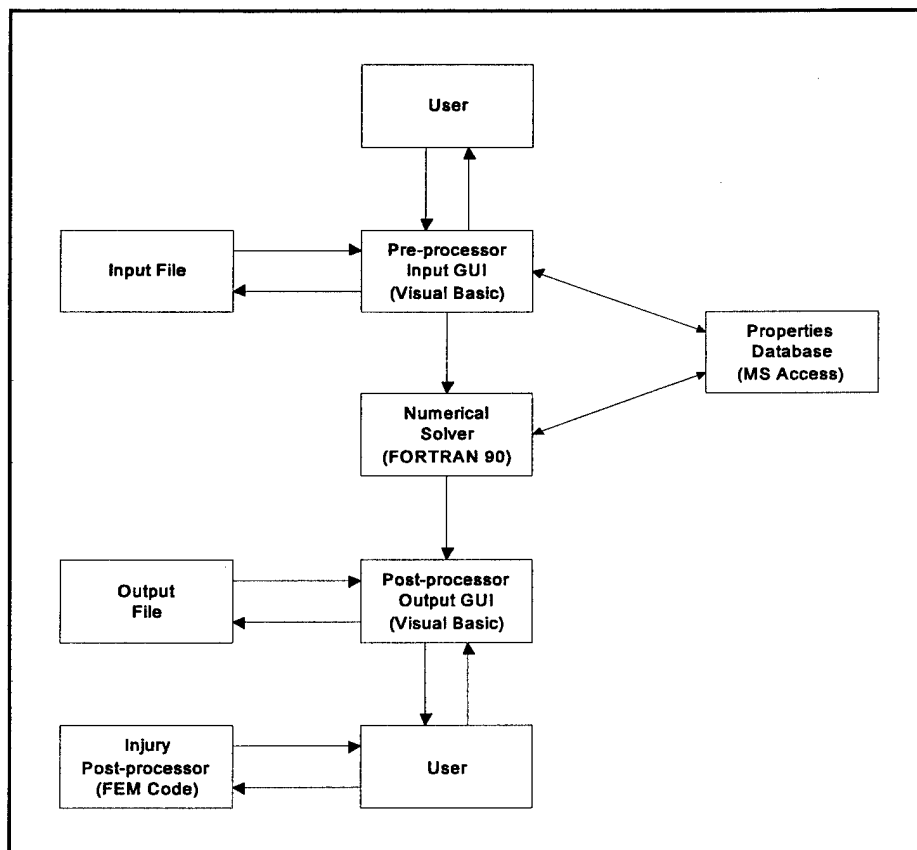 User
Input File
Pre-processor
Input GUI
(Visual Basic)
Properties
Database
(MS Access)
Numerical
Solver
(FORTRAN 90)
Output
File
Post-processor
Output GUI
(Visual Basic)
Injury
Post-processor
(FEM Code)
User